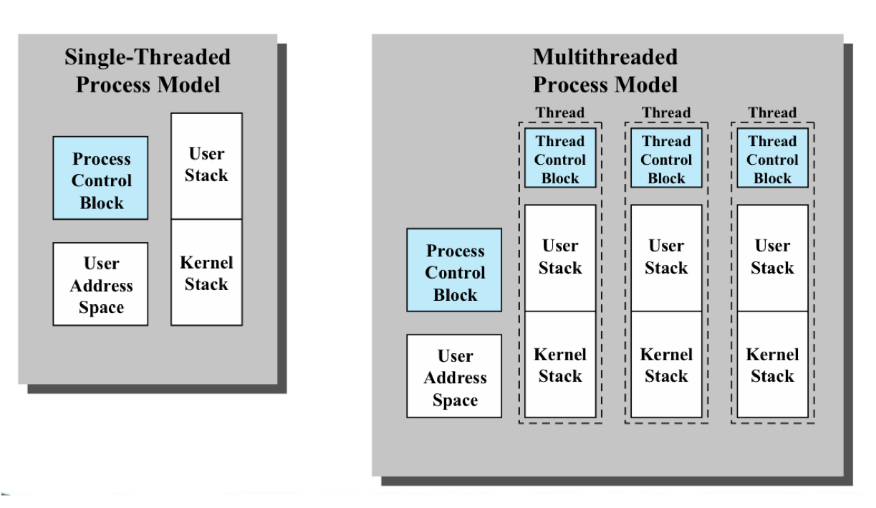 Single-Threaded
Process Model
Process
Control
Block
User
Stack
User
Address
Space
Kernel
Stack
Multithreaded
Process Model
Thread
Thread
Control
Block
User
Stack
Kernel
Stack
Thread
Thread
Control
Block
User
Stack
Kernel
Stack
Thread
Thread
Control
Block
User
Stack
Kernel
Stack
Process
Control
Block
User
Address
Space